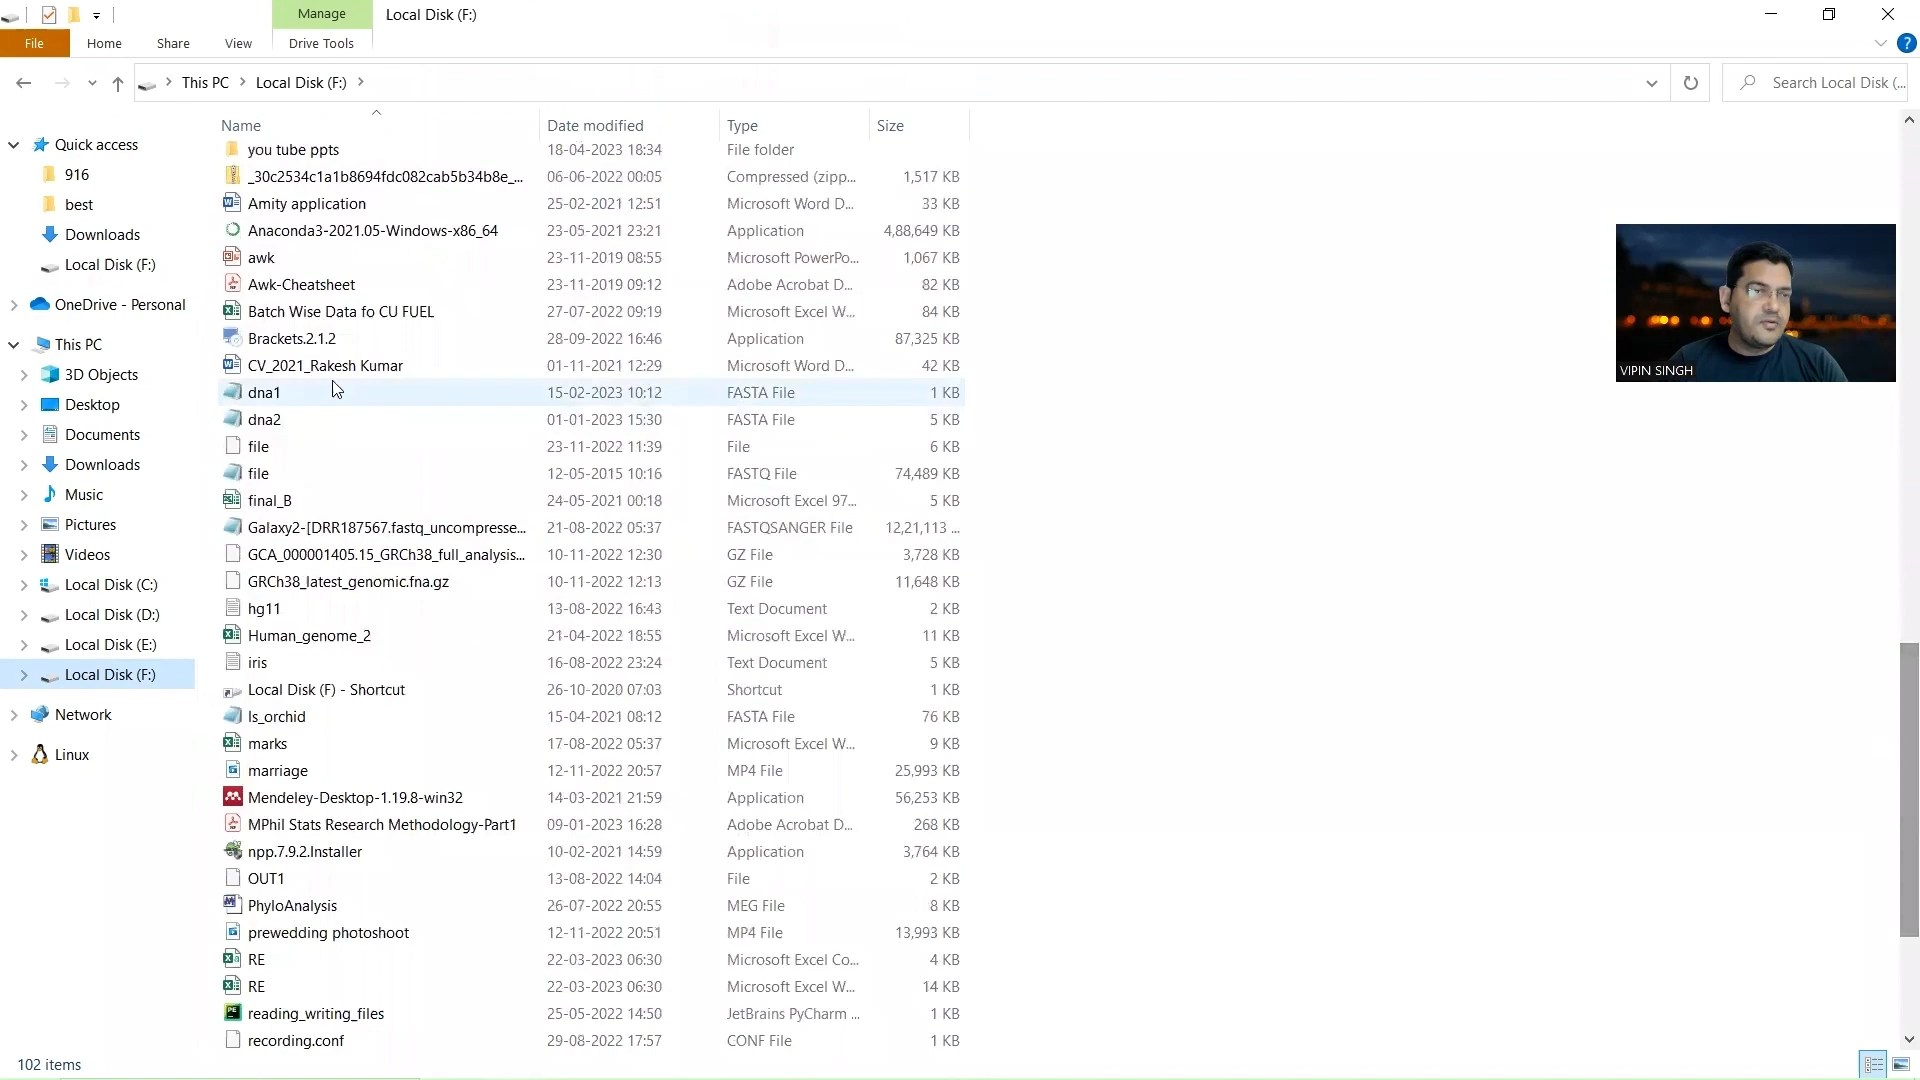 Manage
Local Disk (F:)
File
Home
Share
View
Drive Tools
?
This PC
Local Disk (F:)
Search Local Disk (...
Name
Date modified
Type
Size
Quick access
916
best
Downloads
Local Disk (F:)
OneDrive - Personal
This PC
3D Objects
Desktop
Documents
Downloads
Music
Pictures
Videos
Local Disk (C:)
Local Disk (D:)
Local Disk (E:)
Local Disk (F:)
Network
Linux
you tube ppts 18-04-2023 18:34 File folder
_30c2534c1a1b8694fdc082cab5b34b8e_... 06-06-2022 00:05 Compressed (zipp... 1,517 KB
Amity application 25-02-2021 12:51 Microsoft Word D... 33 KB
Anaconda3-2021.05-Windows-x86_64 23-05-2021 23:21 Application 4,88,649 KB
awk 23-11-2019 08:55 Microsoft PowerPo... 1,067 KB
Awk-Cheatsheet 23-11-2019 09:12 Adobe Acrobat D... 82 KB
Batch Wise Data fo CU FUEL 27-07-2022 09:19 Microsoft Excel W... 84 KB
Brackets.2.1.2 28-09-2022 16:46 Application 87,325 KB
CV_2021_Rakesh Kumar 01-11-2021 12:29 Microsoft Word D... 42 KB
dna1 15-02-2023 10:12 FASTA File 1 KB
dna2 01-01-2023 15:30 FASTA File 5 KB
file 23-11-2022 11:39 File 6 KB
file 12-05-2015 10:16 FASTQ File 74,489 KB
final_B 24-05-2021 00:18 Microsoft Excel 97... 5 KB
Galaxy2-[DRR187567.fastq_uncompresse... 21-08-2022 05:37 FASTQSANGER File 12,21,113 ...
GCA_000001405.15_GRCh38_full_analysis... 10-11-2022 12:30 GZ File 3,728 KB
GRCh38_latest_genomic.fna.gz 10-11-2022 12:13 GZ File 11,648 KB
hg11 13-08-2022 16:43 Text Document 2 KB
Human_genome_2 21-04-2022 18:55 Microsoft Excel W... 11 KB
iris 16-08-2022 23:24 Text Document 5 KB
Local Disk (F) - Shortcut 26-10-2020 07:03 Shortcut 1 KB
ls_orchid 15-04-2021 08:12 FASTA File 76 KB
marks 17-08-2022 05:37 Microsoft Excel W... 9 KB
marriage 12-11-2022 20:57 MP4 File 25,993 KB
Mendeley-Desktop-1.19.8-win32 14-03-2021 21:59 Application 56,253 KB
MPhil Stats Research Methodology-Part1 09-01-2023 16:28 Adobe Acrobat D... 268 KB
npp.7.9.2.Installer 10-02-2021 14:59 Application 3,764 KB
OUT1 13-08-2022 14:04 File 2 KB
PhyloAnalysis 26-07-2022 20:55 MEG File 8 KB
prewedding photoshoot 12-11-2022 20:51 MP4 File 13,993 KB
RE 22-03-2023 06:30 Microsoft Excel Co... 4 KB
RE 22-03-2023 06:30 Microsoft Excel W... 14 KB
reading_writing_files 25-05-2022 14:50 JetBrains PyCharm ... 1 KB
recording.conf 29-08-2022 17:57 CONF File 1 KB
VIPIN SINGH
102 items